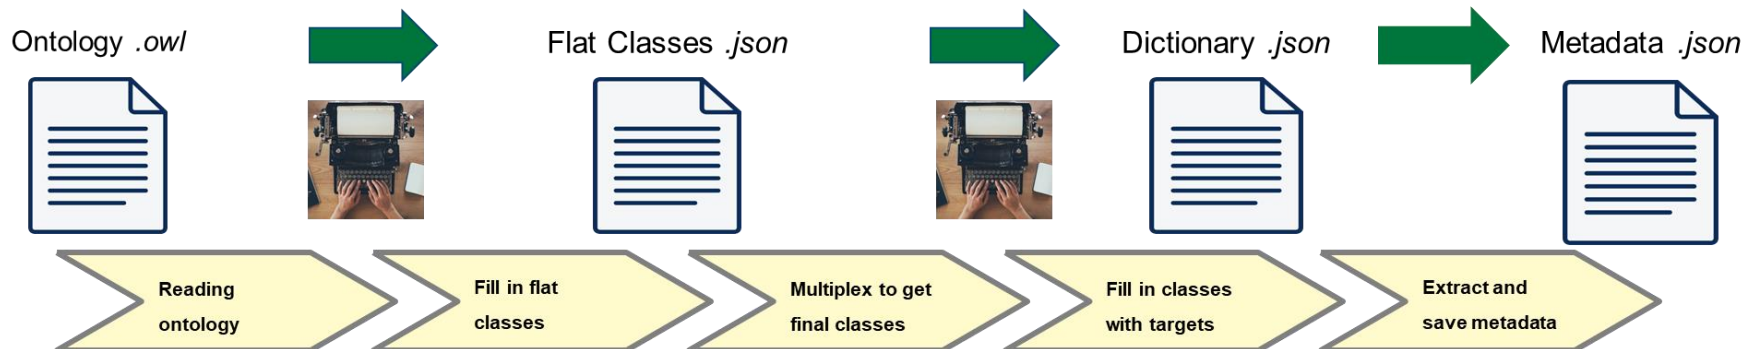 Ontology .owl
Flat Classes .json
Dictionary .json
Metadata .json
Reading
ontology
Fill in flat
classes
Multiplex to get
final classes
Fill in classes
with targets
Extract and
save metadata